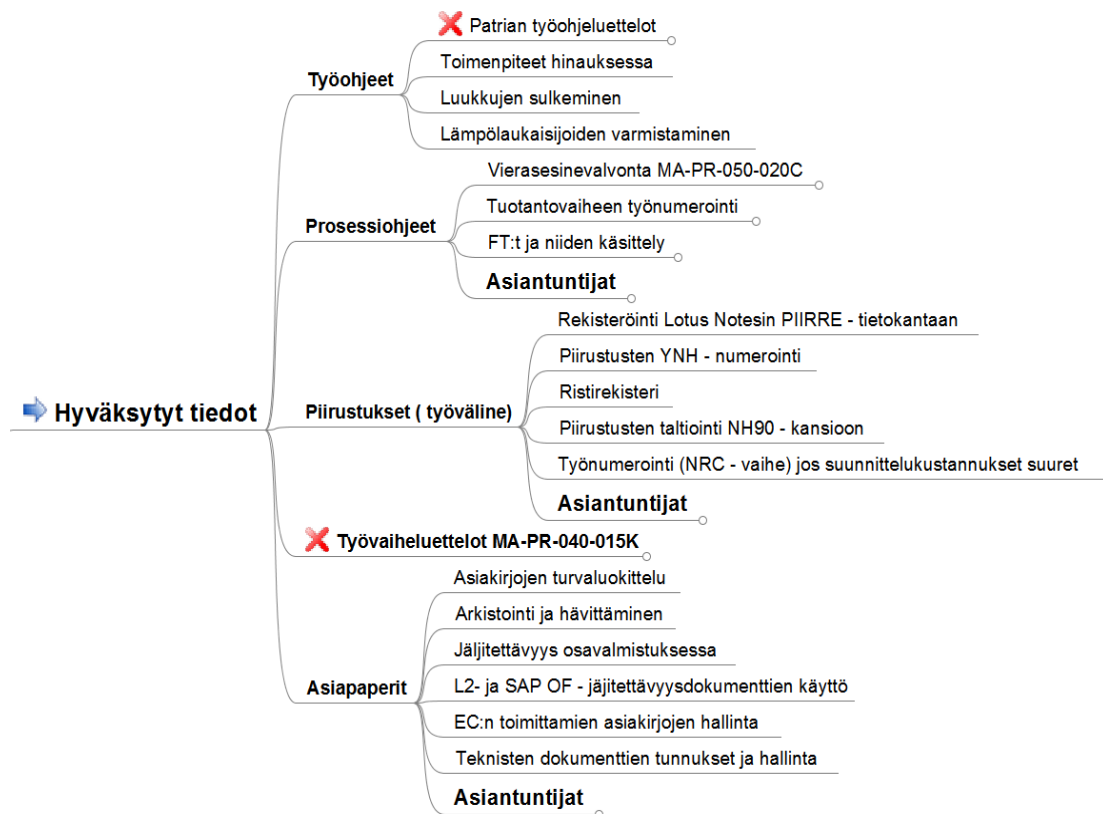 Hyväksytyt tiedot
Työohjeet
Patrian työohjeluettelot
Toimenpiteet hinauksessa
Luukkujen sulkeminen
Lämpölaukaisijoiden varmistaminen
Prosessiohjeet
Vierasesinevalvonta MA-PR-050-020C
Tuotantovaiheen työnumerointi
FT:t ja niiden käsittely
Asiantuntijat
Piirustukset ( työväline)
Rekisteröinti Lotus Notesin PIIRRE - tietokantaan
Piirustusten YNH - numerointi
Ristirekisteri
Piirustusten taltiointi NH90 - kansioon
Työnumerointi (NRC - vaihe) jos suunnittelukustannukset suuret
Asiantuntijat
Työvaiheluettelot MA-PR-040-015K
Asiapaperit
Asiakirjojen turvaluokittelu
Arkistointi ja hävittäminen
Jäljitettävyys osavalmistuksessa
L2- ja SAP OF - jäjitettävyysdokumenttien käyttö
EC:n toimittamien asiakirjojen hallinta
Teknisten dokumenttien tunnukset ja hallinta
Asiantuntijat